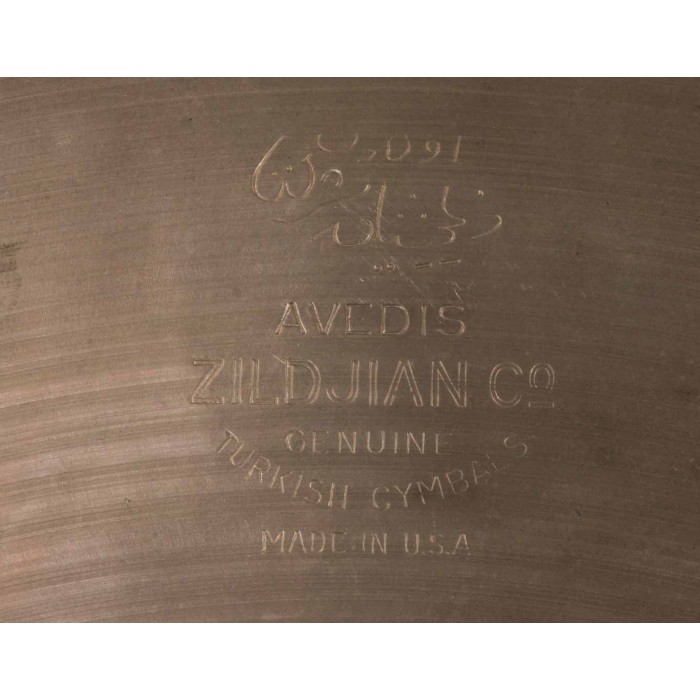 AVEDIS
ZILDJIAN Co
GENUINE
TURKISH CYMBALS
MADE IN U.S.A